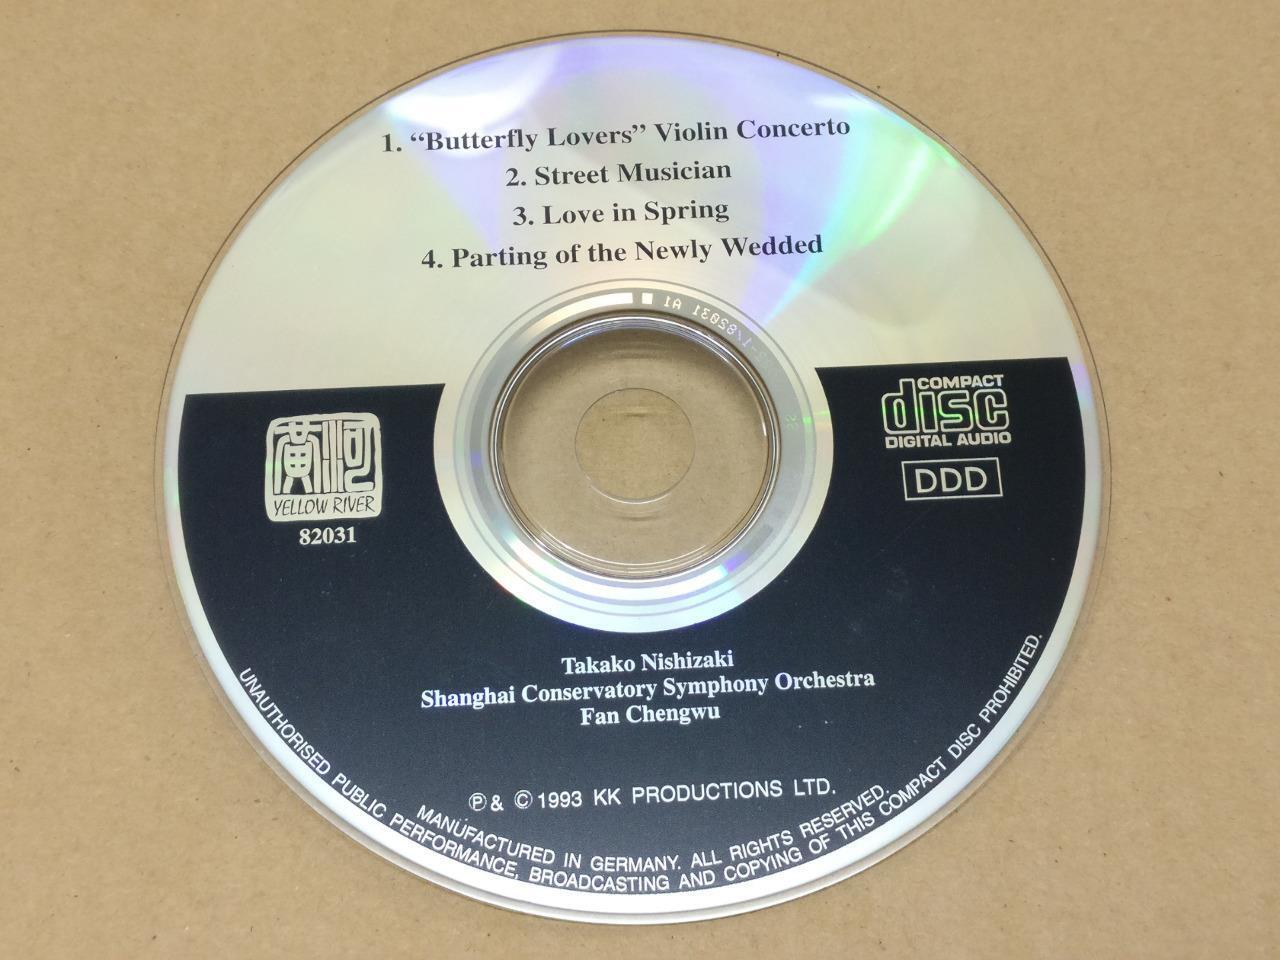 1. “Butterfly Lovers” Violin Concerto
2. Street Musician
3. Love in Spring
4. Parting of the Newly Wedded
82031 A1
黃河
YELLOW RIVER
82031
COMPACT
disc
DIGITAL AUDIO
DDD
Takako Nishizaki
Shanghai Conservatory Symphony Orchestra
Fan Chengwu
℗ & © 1993 KK PRODUCTIONS LTD.
MANUFACTURED IN GERMANY. ALL RIGHTS RESERVED.
UNAUTHORISED PUBLIC PERFORMANCE, BROADCASTING AND COPYING OF THIS COMPACT DISC PROHIBITED.